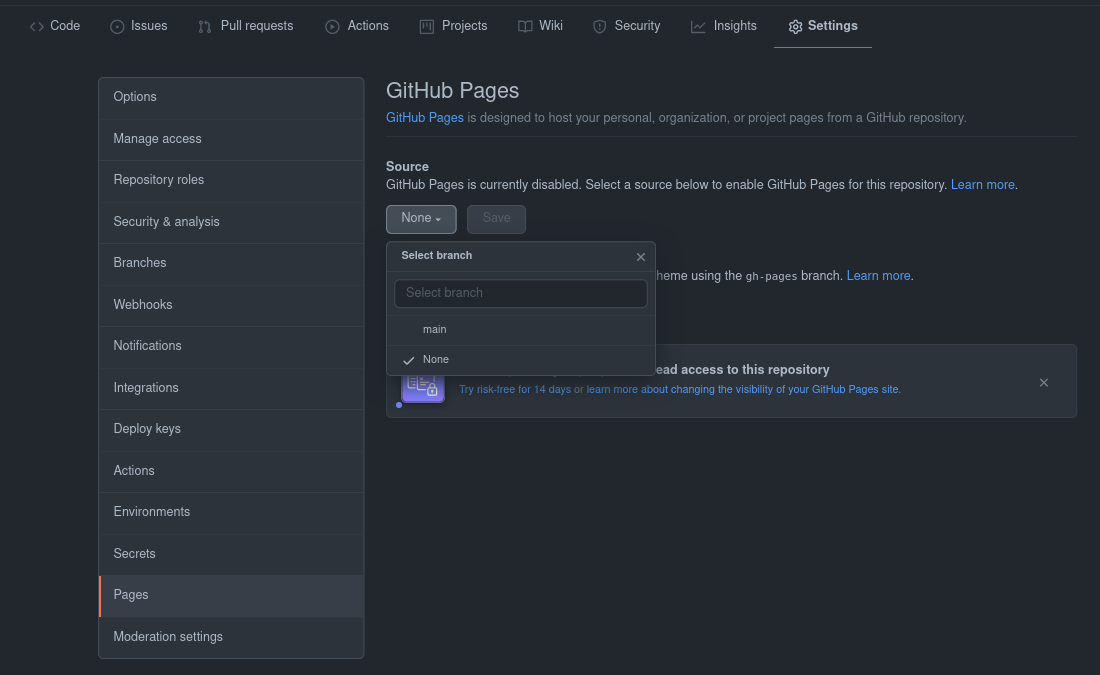 Code Issues Pull requests Actions Projects Wiki Security Insights Settings
Options
Manage access
Repository roles
Security & analysis
Branches
Webhooks
Notifications
Integrations
Deploy keys
Actions
Environments
Secrets
Pages
Moderation settings
GitHub Pages
GitHub Pages is designed to host your personal, organization, or project pages from a GitHub repository.
Source
GitHub Pages is currently disabled. Select a source below to enable GitHub Pages for this repository. Learn more.
None Save
Select branch
Select branch
main
None
heme using the gh-pages branch. Learn more.
ead access to this repository
Try risk-free for 14 days or learn more about changing the visibility of your GitHub Pages site.